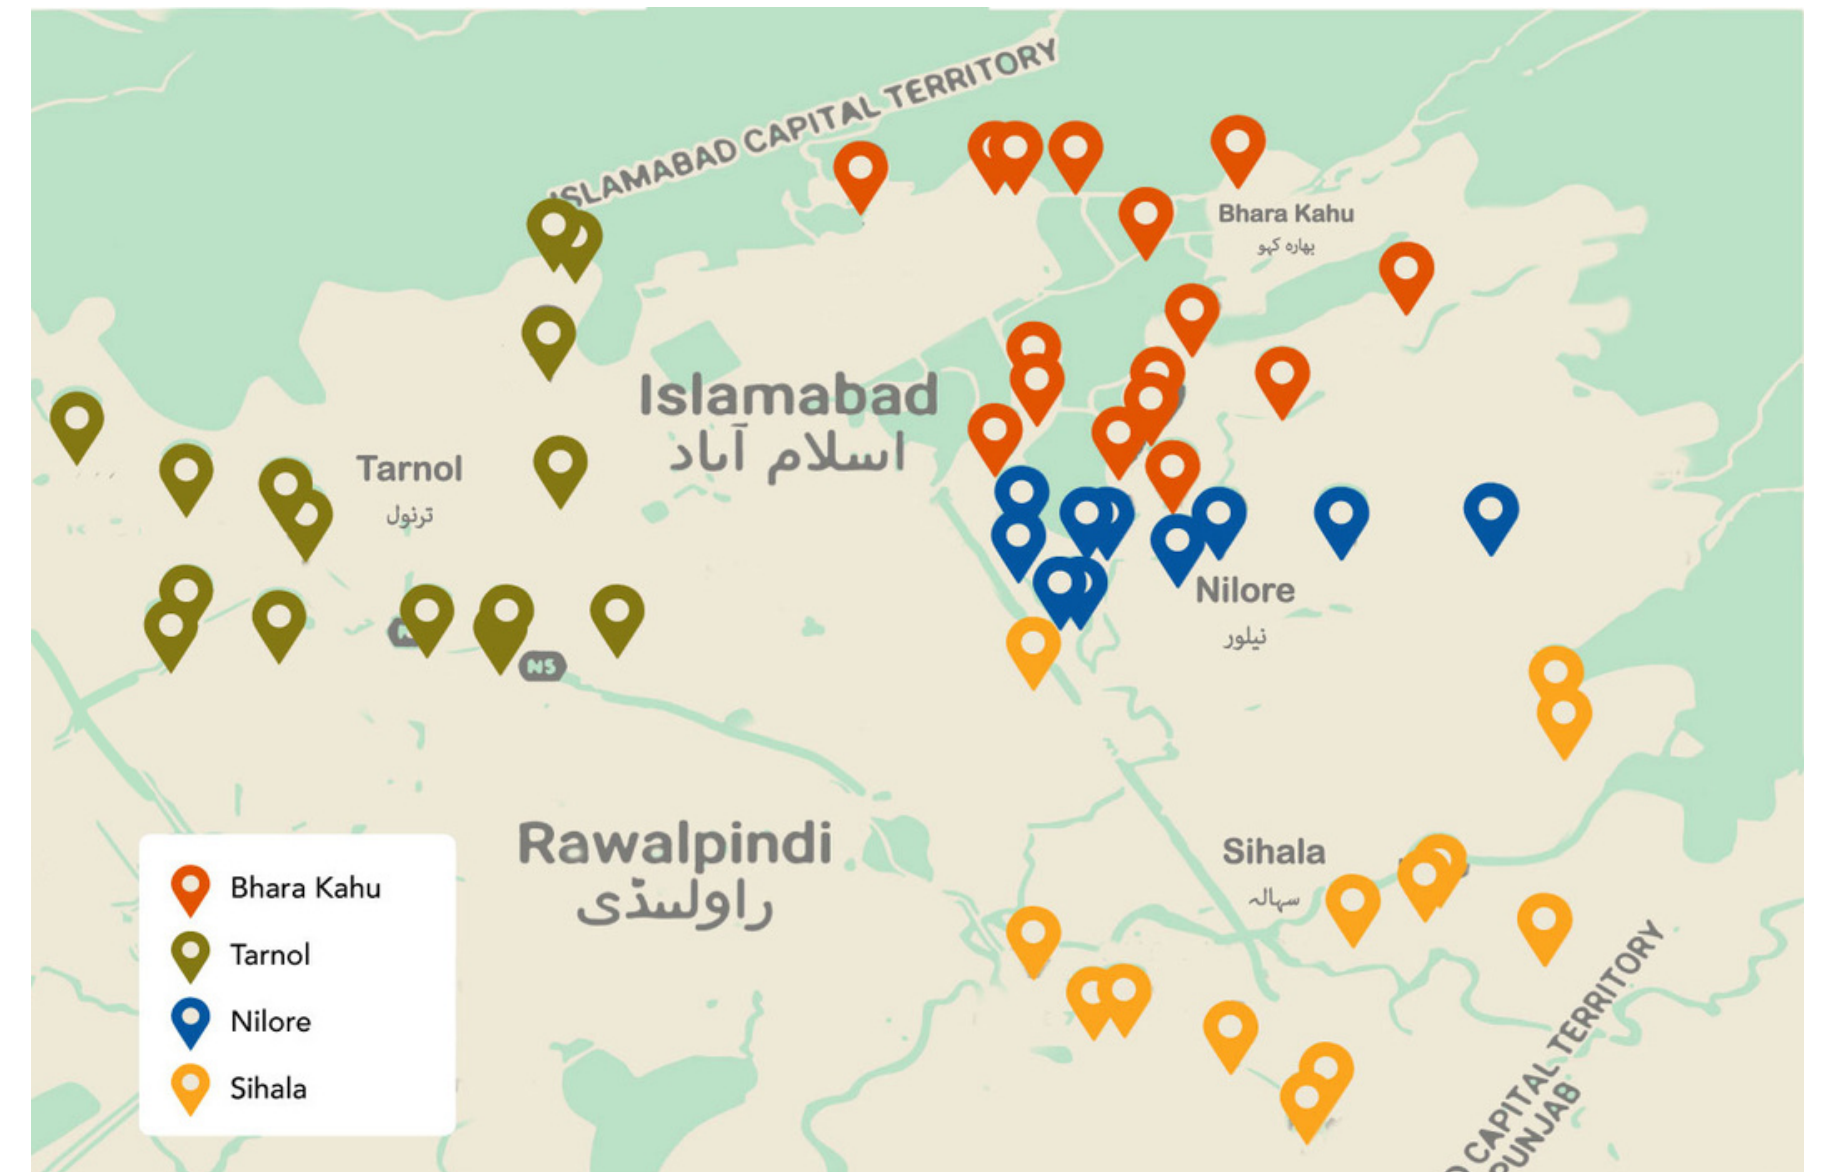 ISLAMABAD CAPITAL TERRITORY
Bhara Kahu
بھارہ کہو
Islamabad
اسلام آباد
Tarnol
ترنول
Nilore
نیلور
N5
Rawalpindi
راولپنڈی
Sihala
سہالہ
Bhara Kahu
Tarnol
Nilore
Sihala
CAPITAL TERRITORY
PUNJAB